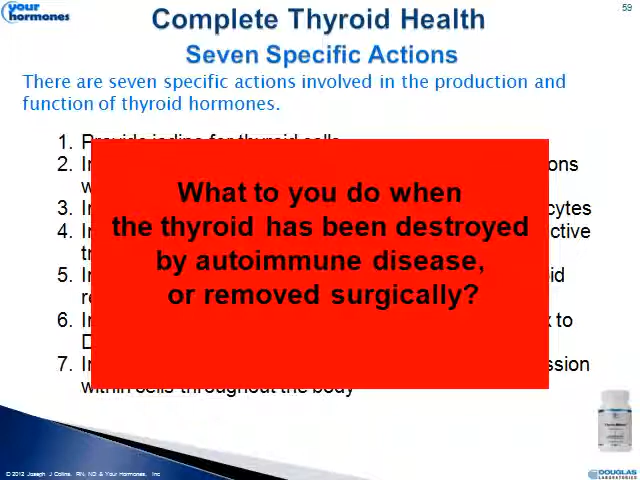 your
hormones
Complete Thyroid Health
59
Seven Specific Actions
There are seven specific actions involved in the production and
function of thyroid hormones.
1. Provide iodine for thyroid cells
2. In ons
w
3. In cytes
4. In ctive
tr
5. In oid
re
6. In x to
D
7. In ssion
within cells throughout the body
What to you do when
the thyroid has been destroyed
by autoimmune disease,
or removed surgically?
© 2012 Joseph J Collins, RN, ND & Your Hormones, Inc
DOUGLAS
LABORATORIES